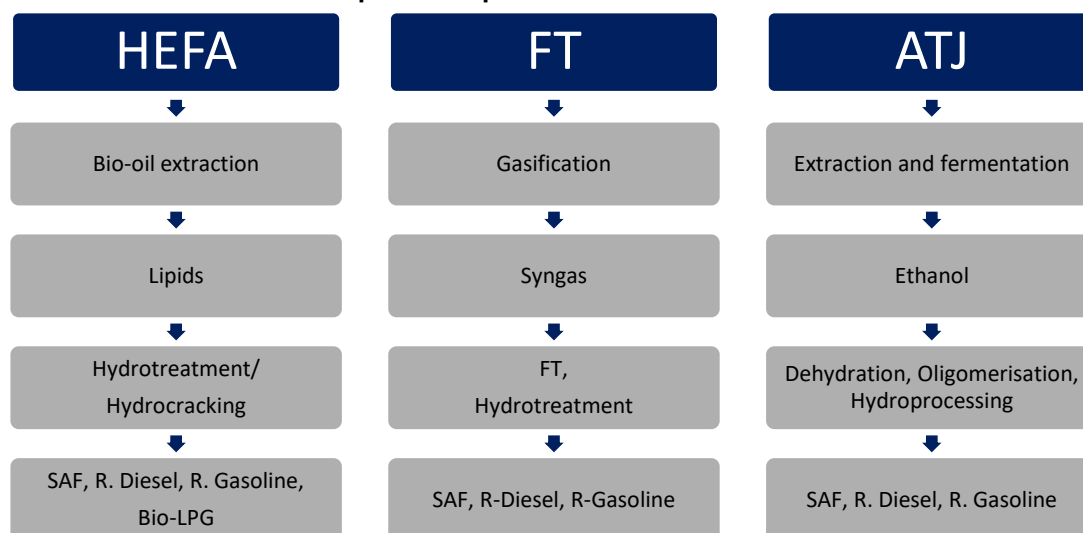 HEFA
Bio-oil extraction
Lipids
Hydrotreatment/
Hydrocracking
SAF, R. Diesel, R. Gasoline,
Bio-LPG
FT
Gasification
Syngas
FT,
Hydrotreatment
SAF, R-Diesel, R-Gasoline
ATJ
Extraction and fermentation
Ethanol
Dehydration, Oligomerisation,
Hydroprocessing
SAF, R. Diesel, R. Gasoline